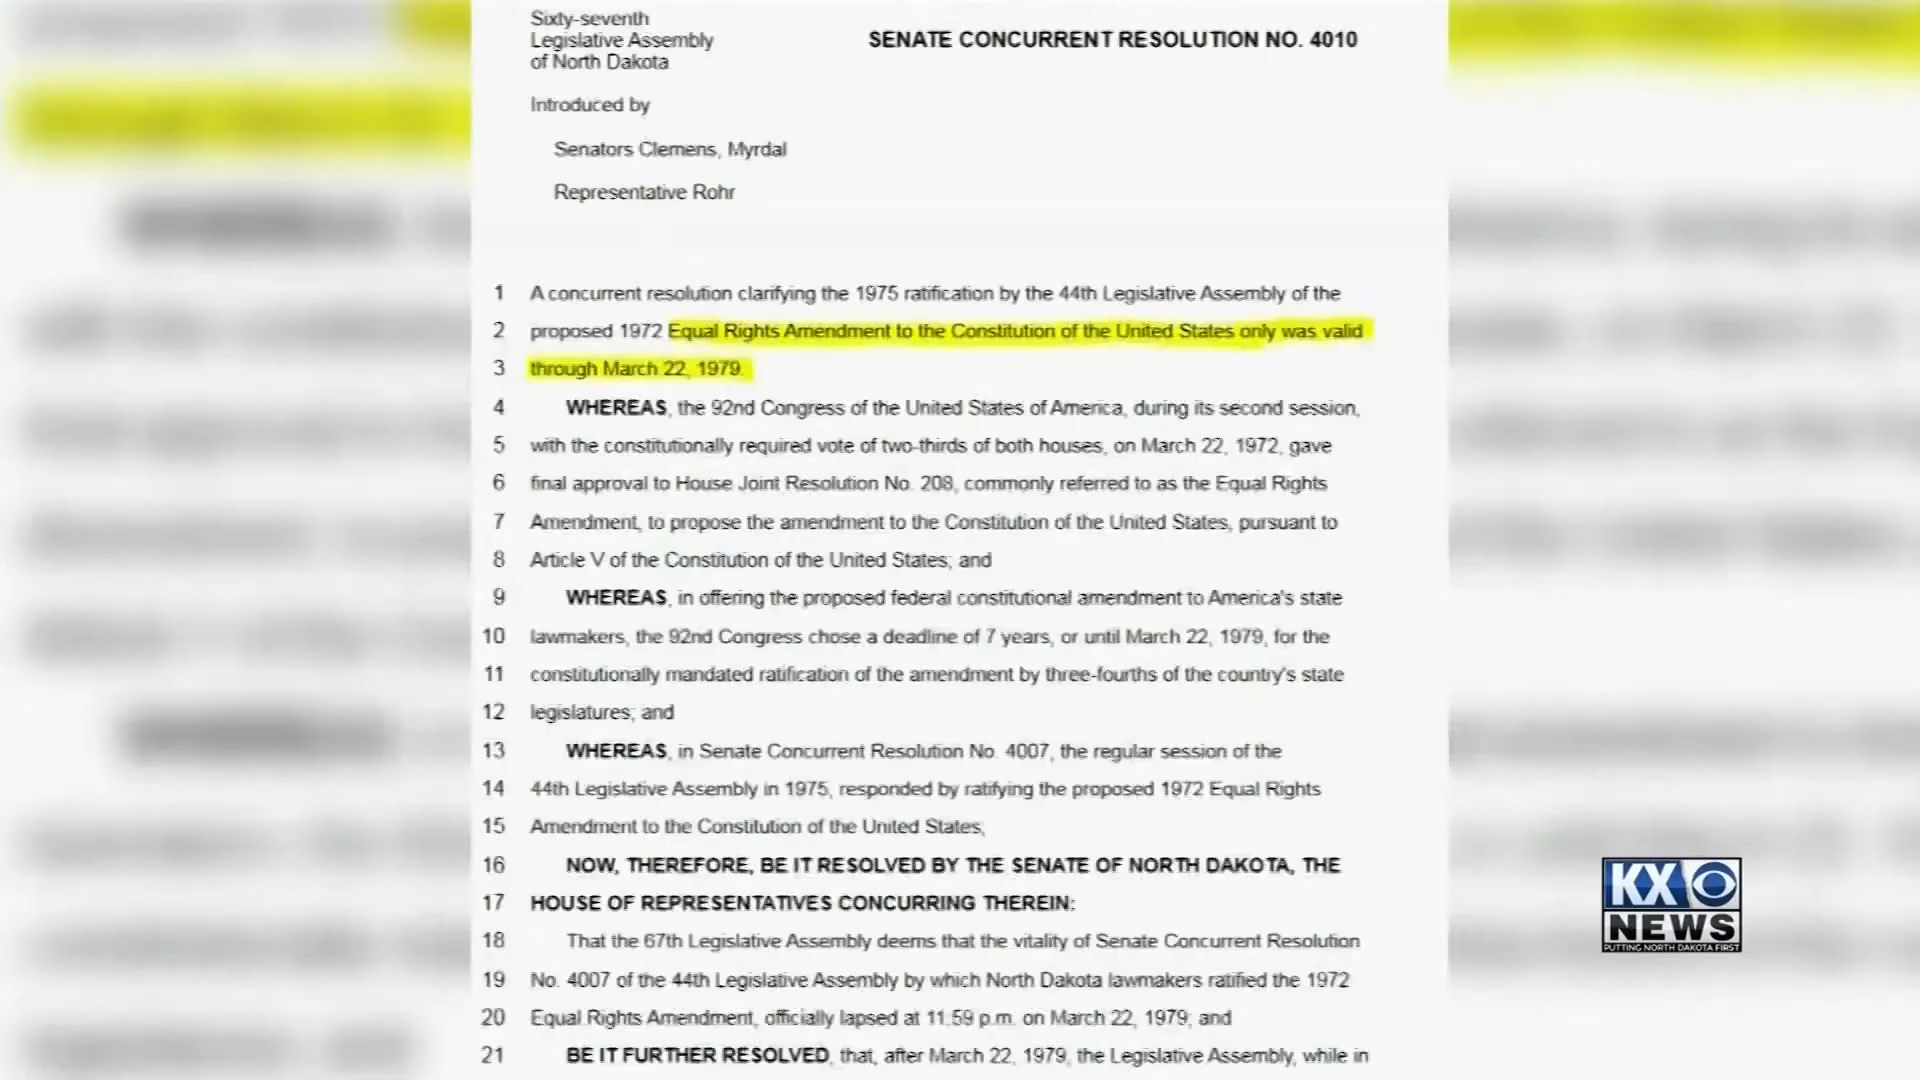 Sixty-seventh
Legislative Assembly
of North Dakota
SENATE CONCURRENT RESOLUTION NO. 4010
Introduced by
Senators Clemens, Myrdal
Representative Rohr
1 A concurrent resolution clarifying the 1975 ratification by the 44th Legislative Assembly of the
2 proposed 1972 Equal Rights Amendment to the Constitution of the United States only was valid
3 through March 22, 1979.
4 WHEREAS, the 92nd Congress of the United States of America, during its second session,
5 with the constitutionally required vote of two-thirds of both houses, on March 22, 1972, gave
6 final approval to House Joint Resolution No. 208, commonly referred to as the Equal Rights
7 Amendment, to propose the amendment to the Constitution of the United States, pursuant to
8 Article V of the Constitution of the United States; and
9 WHEREAS, in offering the proposed federal constitutional amendment to America's state
10 lawmakers, the 92nd Congress chose a deadline of 7 years, or until March 22, 1979, for the
11 constitutionally mandated ratification of the amendment by three-fourths of the country's state
12 legislatures; and
13 WHEREAS, in Senate Concurrent Resolution No. 4007, the regular session of the
14 44th Legislative Assembly in 1975, responded by ratifying the proposed 1972 Equal Rights
15 Amendment to the Constitution of the United States;
16 NOW, THEREFORE, BE IT RESOLVED BY THE SENATE OF NORTH DAKOTA, THE
17 HOUSE OF REPRESENTATIVES CONCURRING THEREIN:
18 That the 67th Legislative Assembly deems that the vitality of Senate Concurrent Resolution
19 No. 4007 of the 44th Legislative Assembly by which North Dakota lawmakers ratified the 1972
20 Equal Rights Amendment, officially lapsed at 11:59 p.m. on March 22, 1979; and
21 BE IT FURTHER RESOLVED, that, after March 22, 1979, the Legislative Assembly, while in
KX
NEWS
PUTTING NORTH DAKOTA FIRST